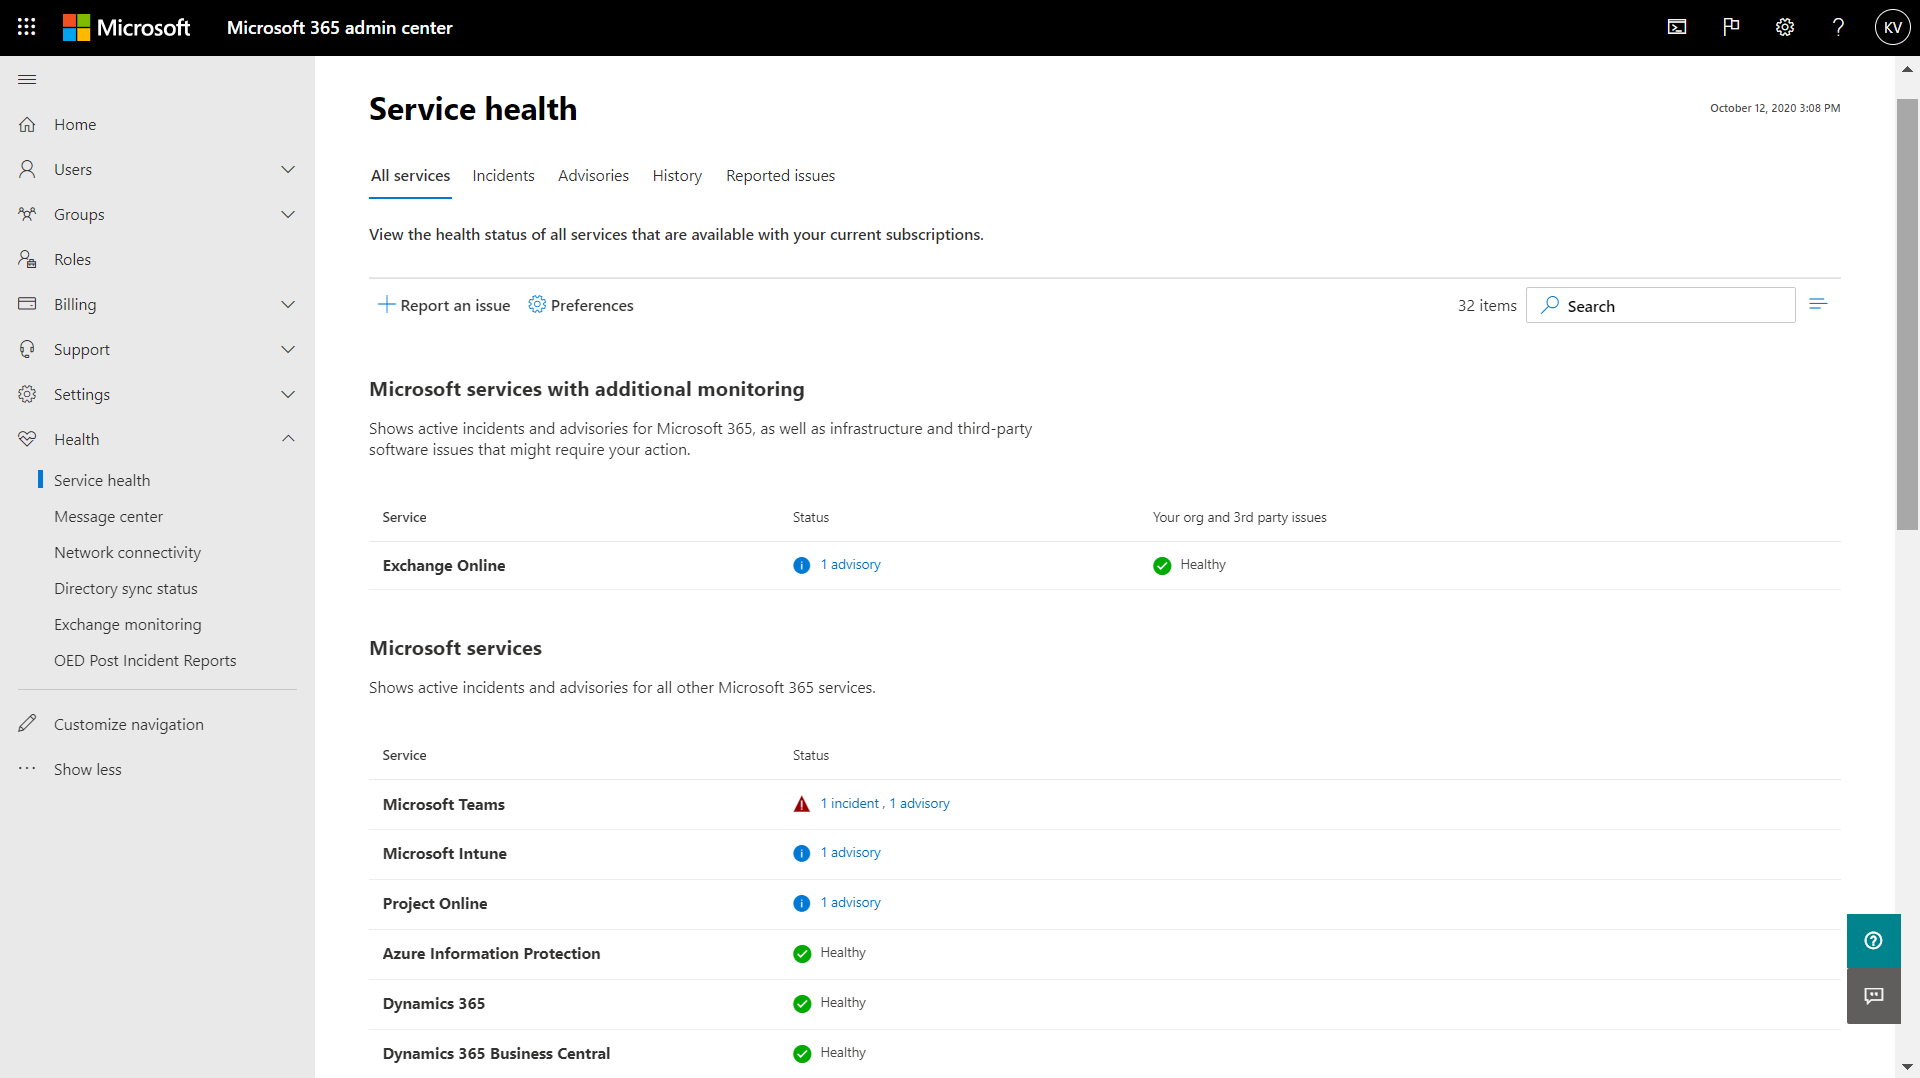 Microsoft
Microsoft 365 admin center
KV
Home
Users
Groups
Roles
Billing
Support
Settings
Health
Service health
Message center
Network connectivity
Directory sync status
Exchange monitoring
OED Post Incident Reports
Customize navigation
Show less
Service health
October 12, 2020 3:08 PM
All services Incidents Advisories History Reported issues
View the health status of all services that are available with your current subscriptions.
Report an issue Preferences 32 items Search
Microsoft services with additional monitoring
Shows active incidents and advisories for Microsoft 365, as well as infrastructure and third-party
software issues that might require your action.
Service Status Your org and 3rd party issues
Exchange Online 1 advisory Healthy
Microsoft services
Shows active incidents and advisories for all other Microsoft 365 services.
Service Status
Microsoft Teams 1 incident , 1 advisory
Microsoft Intune 1 advisory
Project Online 1 advisory
Azure Information Protection Healthy
Dynamics 365 Healthy
Dynamics 365 Business Central Healthy